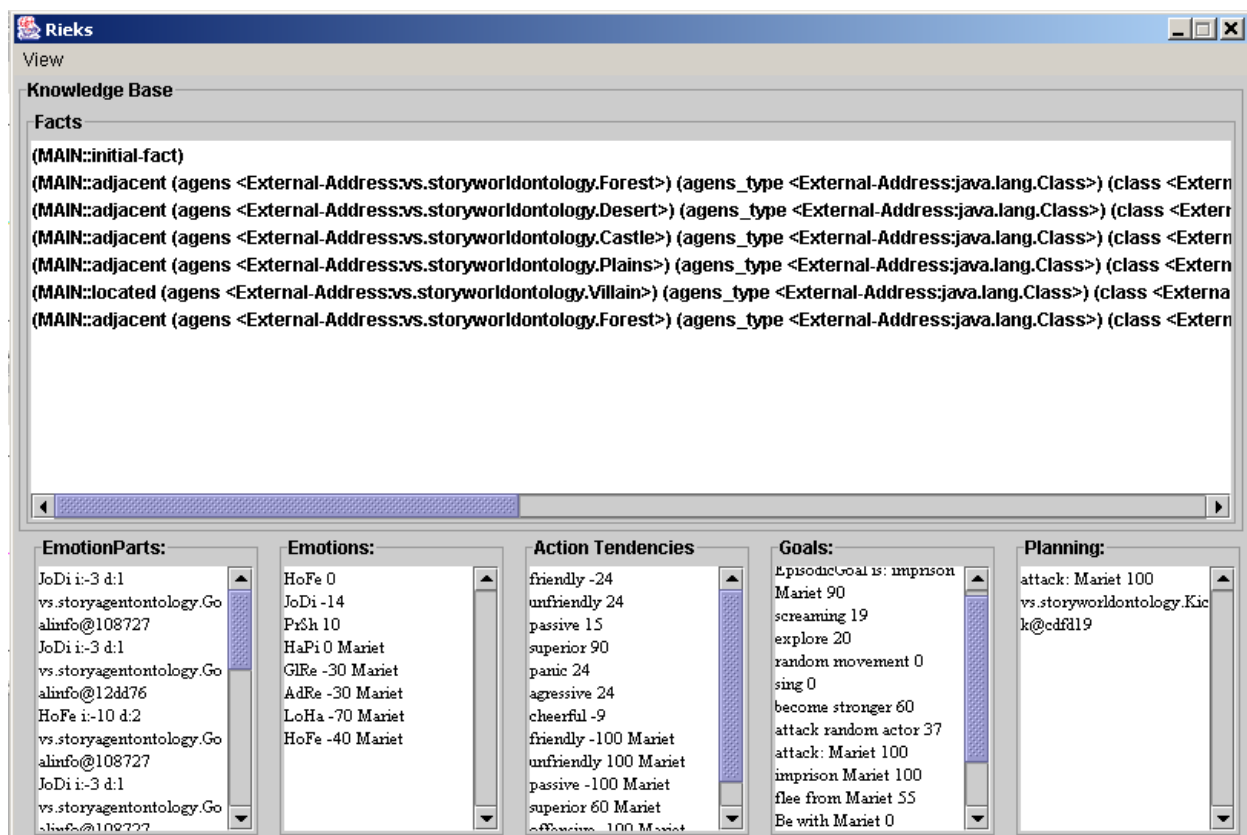 Rieks
View
Knowledge Base
Facts
(MAIN::initial-fact)
(MAIN::adjacent (agens <External-Address:vs.storyworldontology.Forest>) (agens_type <External-Address:java.lang.Class>) (class <Extern
(MAIN::adjacent (agens <External-Address:vs.storyworldontology.Desert>) (agens_type <External-Address:java.lang.Class>) (class <Extern
(MAIN::adjacent (agens <External-Address:vs.storyworldontology.Castle>) (agens_type <External-Address:java.lang.Class>) (class <Extern
(MAIN::adjacent (agens <External-Address:vs.storyworldontology.Plains>) (agens_type <External-Address:java.lang.Class>) (class <Extern
(MAIN::located (agens <External-Address:vs.storyworldontology.Villain>) (agens_type <External-Address:java.lang.Class>) (class <Externa
(MAIN::adjacent (agens <External-Address:vs.storyworldontology.Forest>) (agens_type <External-Address:java.lang.Class>) (class <Extern
EmotionParts:
JoDi i:-3 d:1
vs.storyagentontology.Go
alinfo@108727
JoDi i:-3 d:1
vs.storyagentontology.Go
alinfo@12dd76
HoFe i:-10 d:2
vs.storyagentontology.Go
alinfo@108727
JoDi i:-3 d:1
vs.storyagentontology.Go
alinfo@108727
Emotions:
HoFe 0
JoDi -14
PrSh 10
HaPi 0 Mariet
GlRe -30 Mariet
AdRe -30 Mariet
LoHa -70 Mariet
HoFe -40 Mariet
Action Tendencies
friendly -24
unfriendly 24
passive 15
superior 90
panic 24
agressive 24
cheerful -9
friendly -100 Mariet
unfriendly 100 Mariet
passive -100 Mariet
superior 60 Mariet
offensive 100 Mariet
Goals:
EpisodicGoal is: imprison
Mariet 90
screaming 19
explore 20
random movement 0
sing 0
become stronger 60
attack random actor 37
attack: Mariet 100
imprison Mariet 100
flee from Mariet 55
Be with Mariet 0
Planning:
attack: Mariet 100
vs.storyworldontology.Kic
k@cdfd19